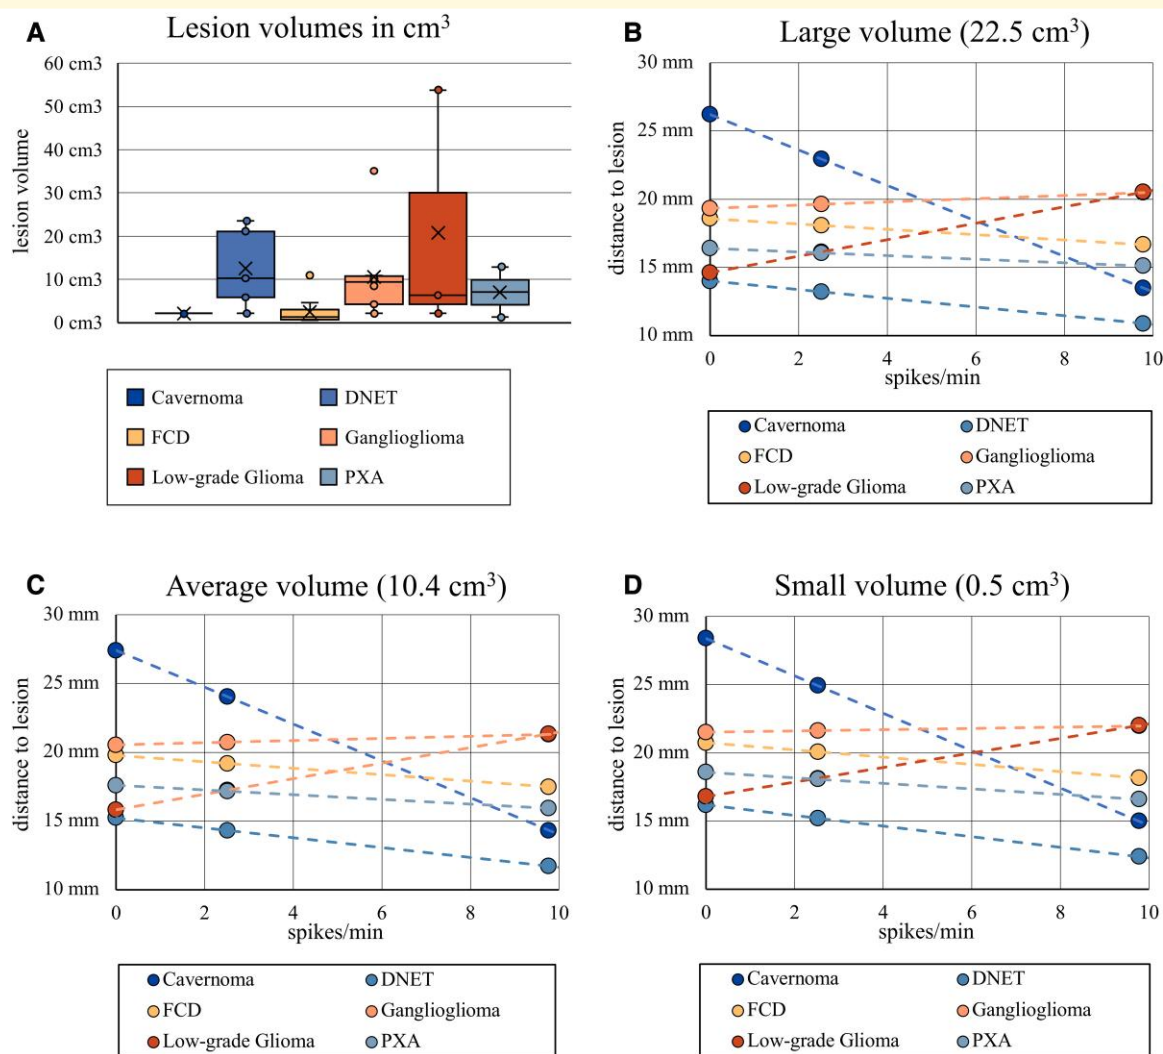 A
Lesion volumes in cm³
lesion volume
60 cm3
50 cm3
40 cm3
30 cm3
20 cm3
10 cm3
0 cm3
Cavernoma DNET
FCD Ganglioglioma
Low-grade Glioma PXA
B
Large volume (22.5 cm³)
distance to lesion
30 mm
25 mm
20 mm
15 mm
10 mm
0 2 4 6 8 10
spikes/min
Cavernoma DNET
FCD Ganglioglioma
Low-grade Glioma PXA
C
Average volume (10.4 cm³)
distance to lesion
30 mm
25 mm
20 mm
15 mm
10 mm
0 2 4 6 8 10
spikes/min
Cavernoma DNET
FCD Ganglioglioma
Low-grade Glioma PXA
D
Small volume (0.5 cm³)
distance to lesion
30 mm
25 mm
20 mm
15 mm
10 mm
0 2 4 6 8 10
spikes/min
Cavernoma DNET
FCD Ganglioglioma
Low-grade Glioma PXA